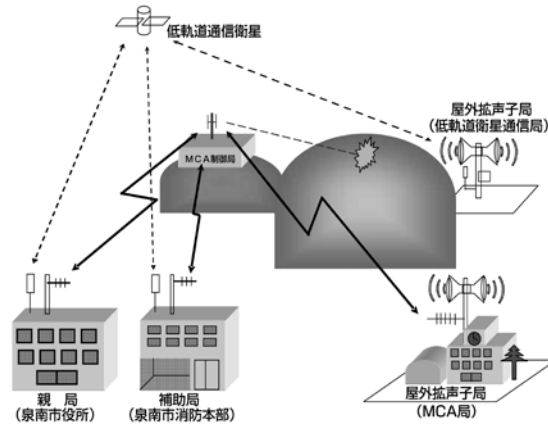 低軌道通信衛星
屋外拡声子局
(低軌道衛星通信局)
MCA制御局
親　局
(泉南市役所)
補助局
(泉南市消防本部)
屋外拡声子局
(MCA局)